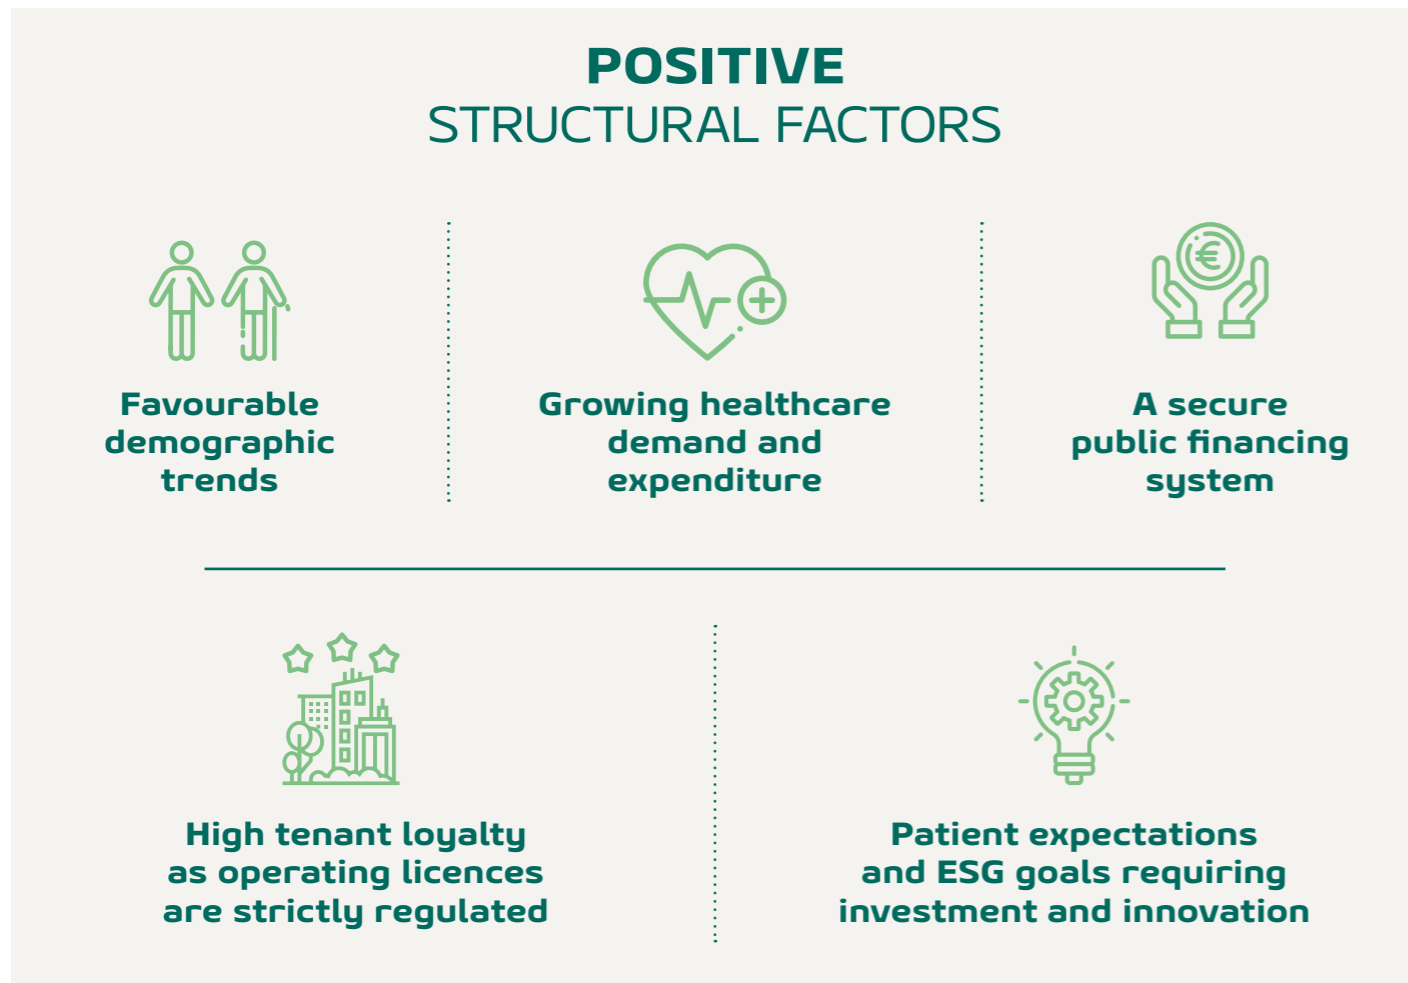 POSITIVE
STRUCTURAL FACTORS
Favourable
demographic
trends
Growing healthcare
demand and
expenditure
€
A secure
public financing
system
High tenant loyalty
as operating licences
are strictly regulated
Patient expectations
and ESG goals requiring
investment and innovation